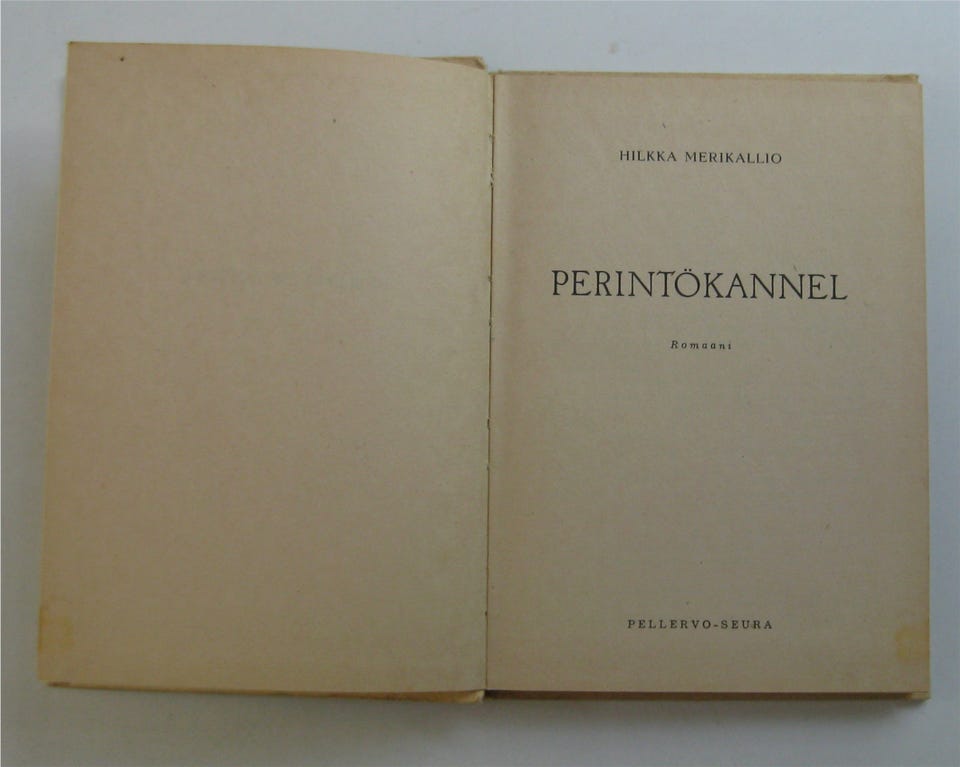 HILKKA MERIKALLIO
PERINTÖKANNEL
Romaani
PELLERVO-SEURA